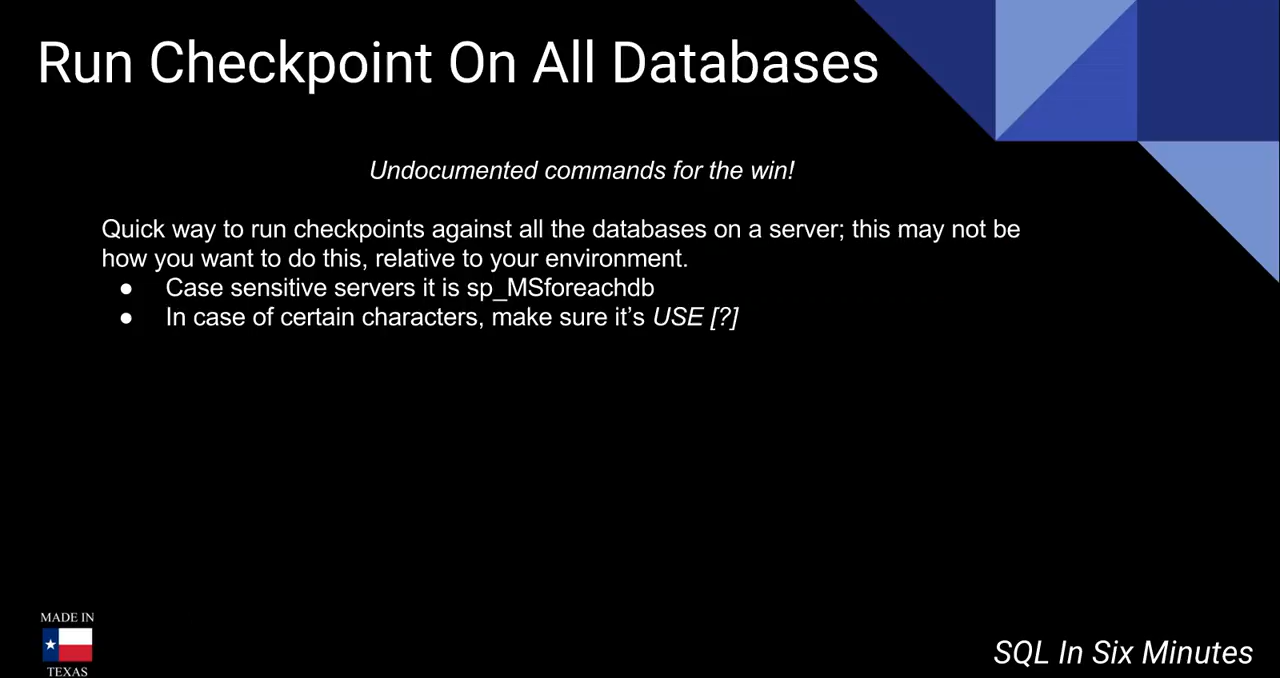 Run Checkpoint On All Databases
Undocumented commands for the win!
Quick way to run checkpoints against all the databases on a server; this may not be
how you want to do this, relative to your environment.
● Case sensitive servers it is sp_MSforeachdb
● In case of certain characters, make sure it’s USE [?]
MADE IN
TEXAS
SQL In Six Minutes